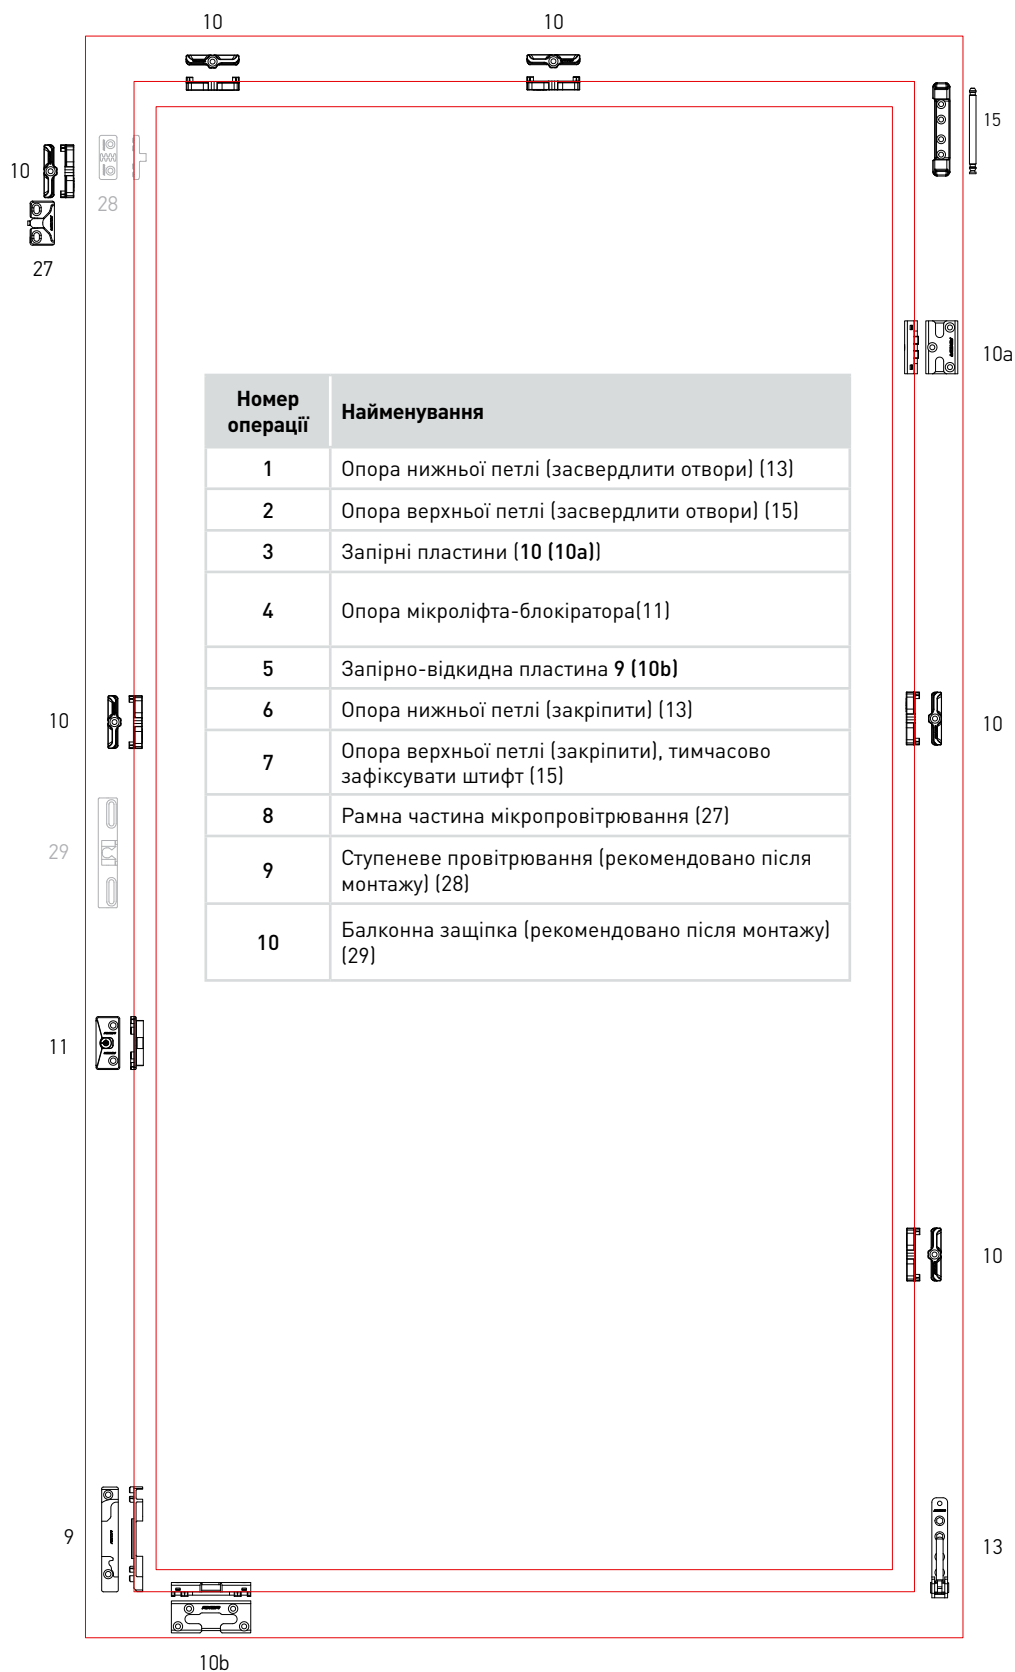 10
10
15
10
28
27
10a
Номер
операції
Найменування
1
Опора нижньої петлі (засвердлити отвори) (13)
2
Опора верхньої петлі (засвердлити отвори) (15)
3
Запірні пластини (10 (10a))
4
Опора мікроліфта-блокіратора(11)
5
Запірно-відкидна пластина 9 (10b)
6
Опора нижньої петлі (закріпити) (13)
7
Опора верхньої петлі (закріпити), тимчасово
зафіксувати штифт (15)
8
Рамна частина мікропровітрювання (27)
9
Ступеневе провітрювання (рекомендовано після
монтажу) (28)
10
Балконна защіпка (рекомендовано після монтажу)
(29)
10
10
29
11
10
9
13
10b